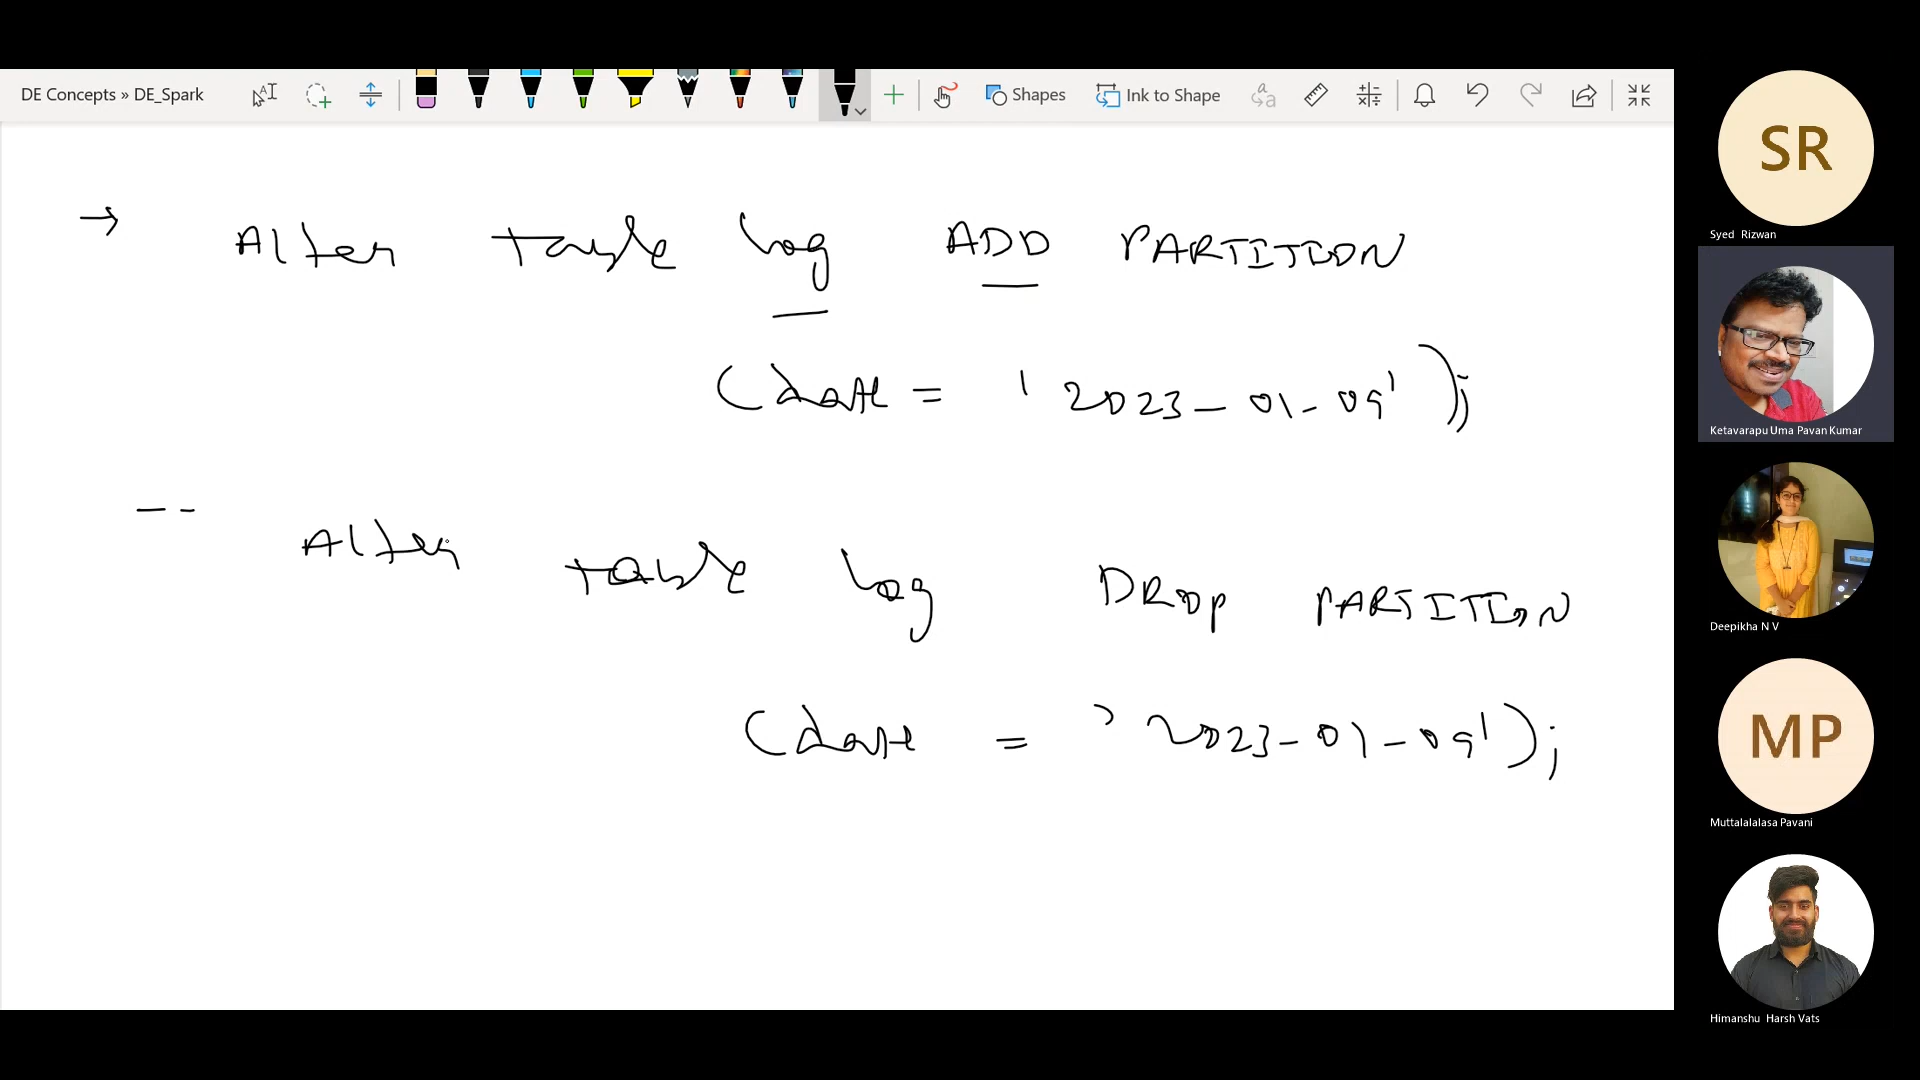 DE Concepts » DE_Spark
Shapes
Ink to Shape
→ Alter table log ADD PARTITION
(date = '2023-01-09');
-- Alter table log DROP PARTITION
(date = '2023-01-09');
SR
Syed Rizwan
Ketavarapu Uma Pavan Kumar
Deepikha N V
MP
Muttalalalasa Pavani
Himanshu Harsh Vats